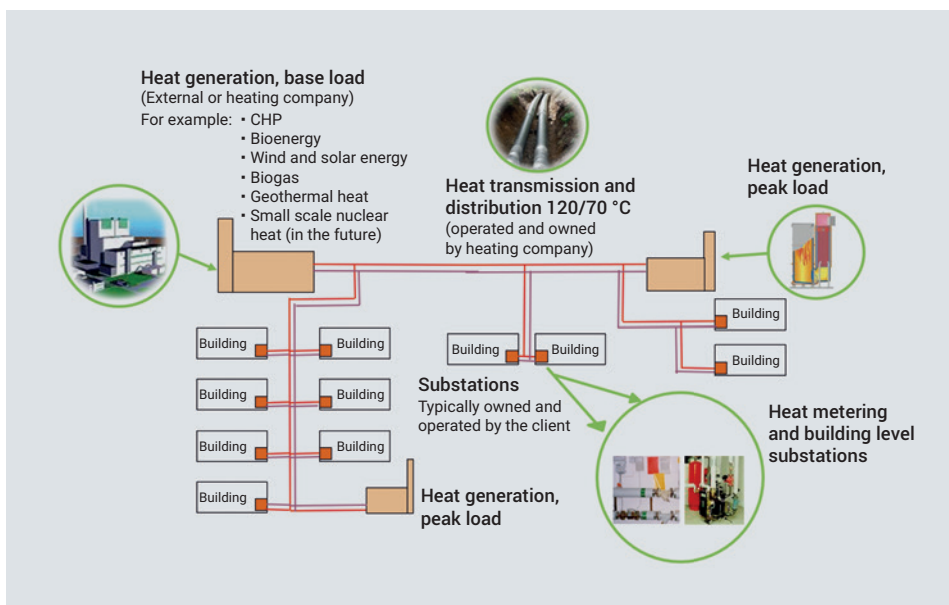 Heat generation, base load
(External or heating company)
For example: • CHP
• Bioenergy
• Wind and solar energy
• Biogas
• Geothermal heat
• Small scale nuclear
heat (in the future)
Heat transmission and
distribution 120/70 °C
(operated and owned
by heating company)
Heat generation,
peak load
Building
Building
Building
Building
Building
Building
Building
Building
Building
Building
Building
Substations
Typically owned and
operated by the client
Heat metering
and building level
substations
Heat generation,
peak load